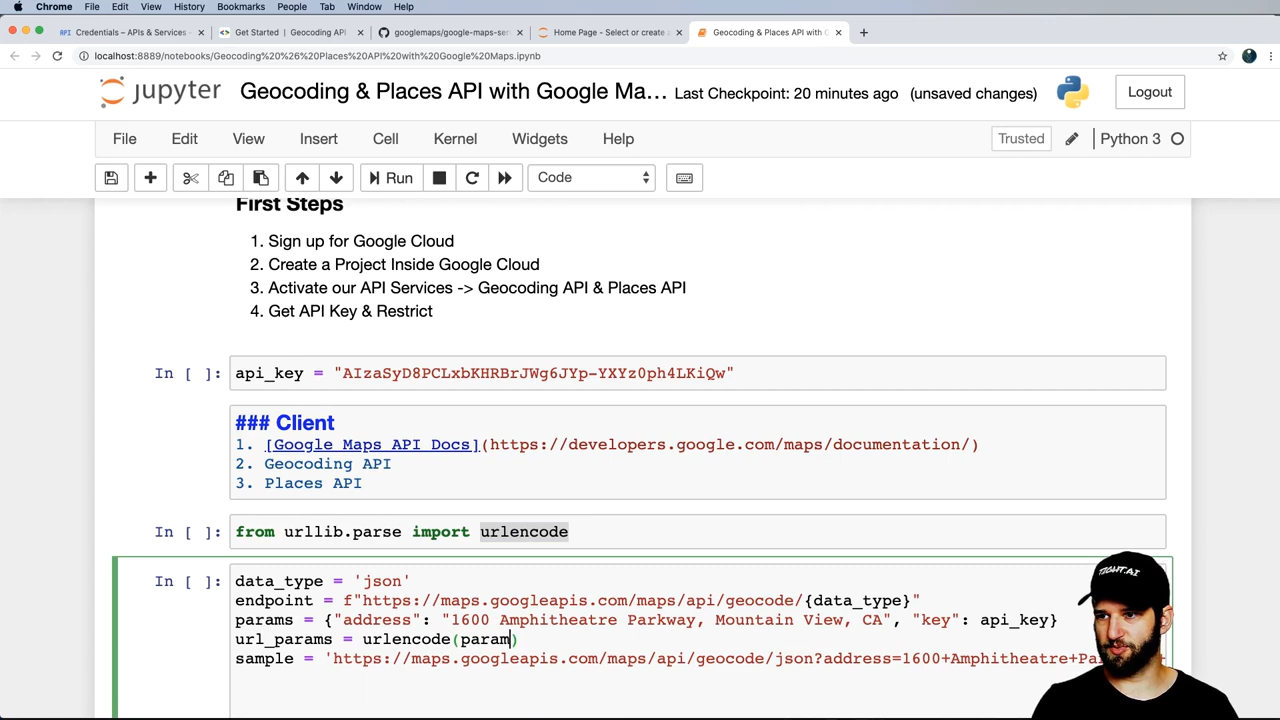 Chrome File Edit View History Bookmarks People Tab Window Help
Credentials – APIs & Services -
Get Started | Geocoding API
googlemaps/google-maps-ser
Home Page - Select or create a
Geocoding & Places API with G
localhost:8889/notebooks/Geocoding%20%26%20Places%20API%20with%20Google%20Maps.ipynb
jupyter Geocoding & Places API with Google Ma... Last Checkpoint: 20 minutes ago (unsaved changes) Logout
File Edit View Insert Cell Kernel Widgets Help Trusted Python 3
Run Code
First Steps
1. Sign up for Google Cloud
2. Create a Project Inside Google Cloud
3. Activate our API Services -> Geocoding API & Places API
4. Get API Key & Restrict
In [ ]: api_key = "AIzaSyD8PCLxbKHRBrJWg6JYp-YXYz0ph4LKiQw"
### Client
1. [Google Maps API Docs](https://developers.google.com/maps/documentation/)
2. Geocoding API
3. Places API
In [ ]: from urllib.parse import urlencode
In [ ]: data_type = 'json'
endpoint = f"https://maps.googleapis.com/maps/api/geocode/{data_type}"
params = {"address": "1600 Amphitheatre Parkway, Mountain View, CA", "key": api_key}
url_params = urlencode(param)
sample = 'https://maps.googleapis.com/maps/api/geocode/json?address=1600+Amphitheatre+Pa
TIGHT.AI